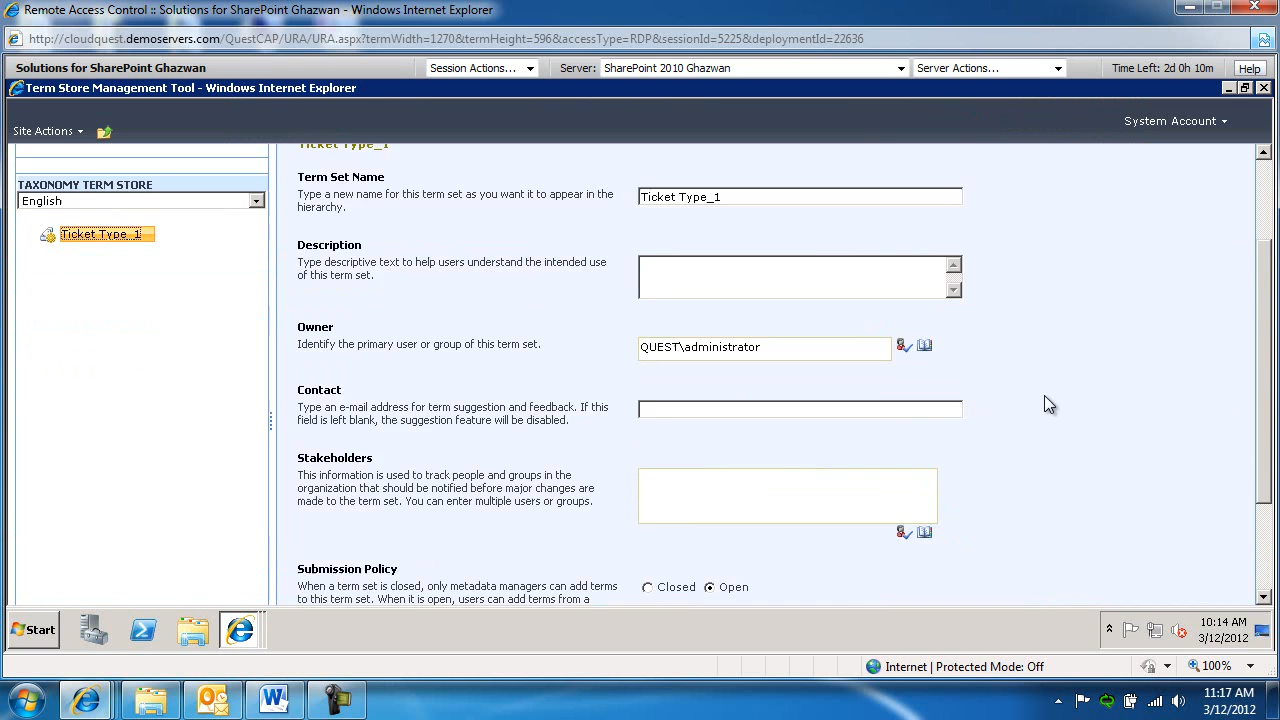 Remote Access Control :: Solutions for SharePoint Ghazwan - Windows Internet Explorer
http://cloudquest.demoservers.com/QuestCAP/URA/URA.aspx?termWidth=1270&termHeight=596&accessType=RDP&sessionId=5225&deploymentId=22636
Solutions for SharePoint Ghazwan Session Actions... Server: SharePoint 2010 Ghazwan Server Actions... Time Left: 2d 0h 10m Help
Term Store Management Tool - Windows Internet Explorer
Site Actions System Account
Ticket Type_1
TAXONOMY TERM STORE
English
Ticket Type_1
Term Set Name
Type a new name for this term set as you want it to appear in the
hierarchy.
Ticket Type_1
Description
Type descriptive text to help users understand the intended use
of this term set.
Owner
Identify the primary user or group of this term set.
QUEST\administrator
Contact
Type an e-mail address for term suggestion and feedback. If this
field is left blank, the suggestion feature will be disabled.
Stakeholders
This information is used to track people and groups in the
organization that should be notified before major changes are
made to the term set. You can enter multiple users or groups.
Submission Policy
When a term set is closed, only metadata managers can add terms
to this term set. When it is open, users can add terms from a
Closed Open
Start
10:14 AM
3/12/2012
Internet | Protected Mode: Off
100%
11:17 AM
3/12/2012